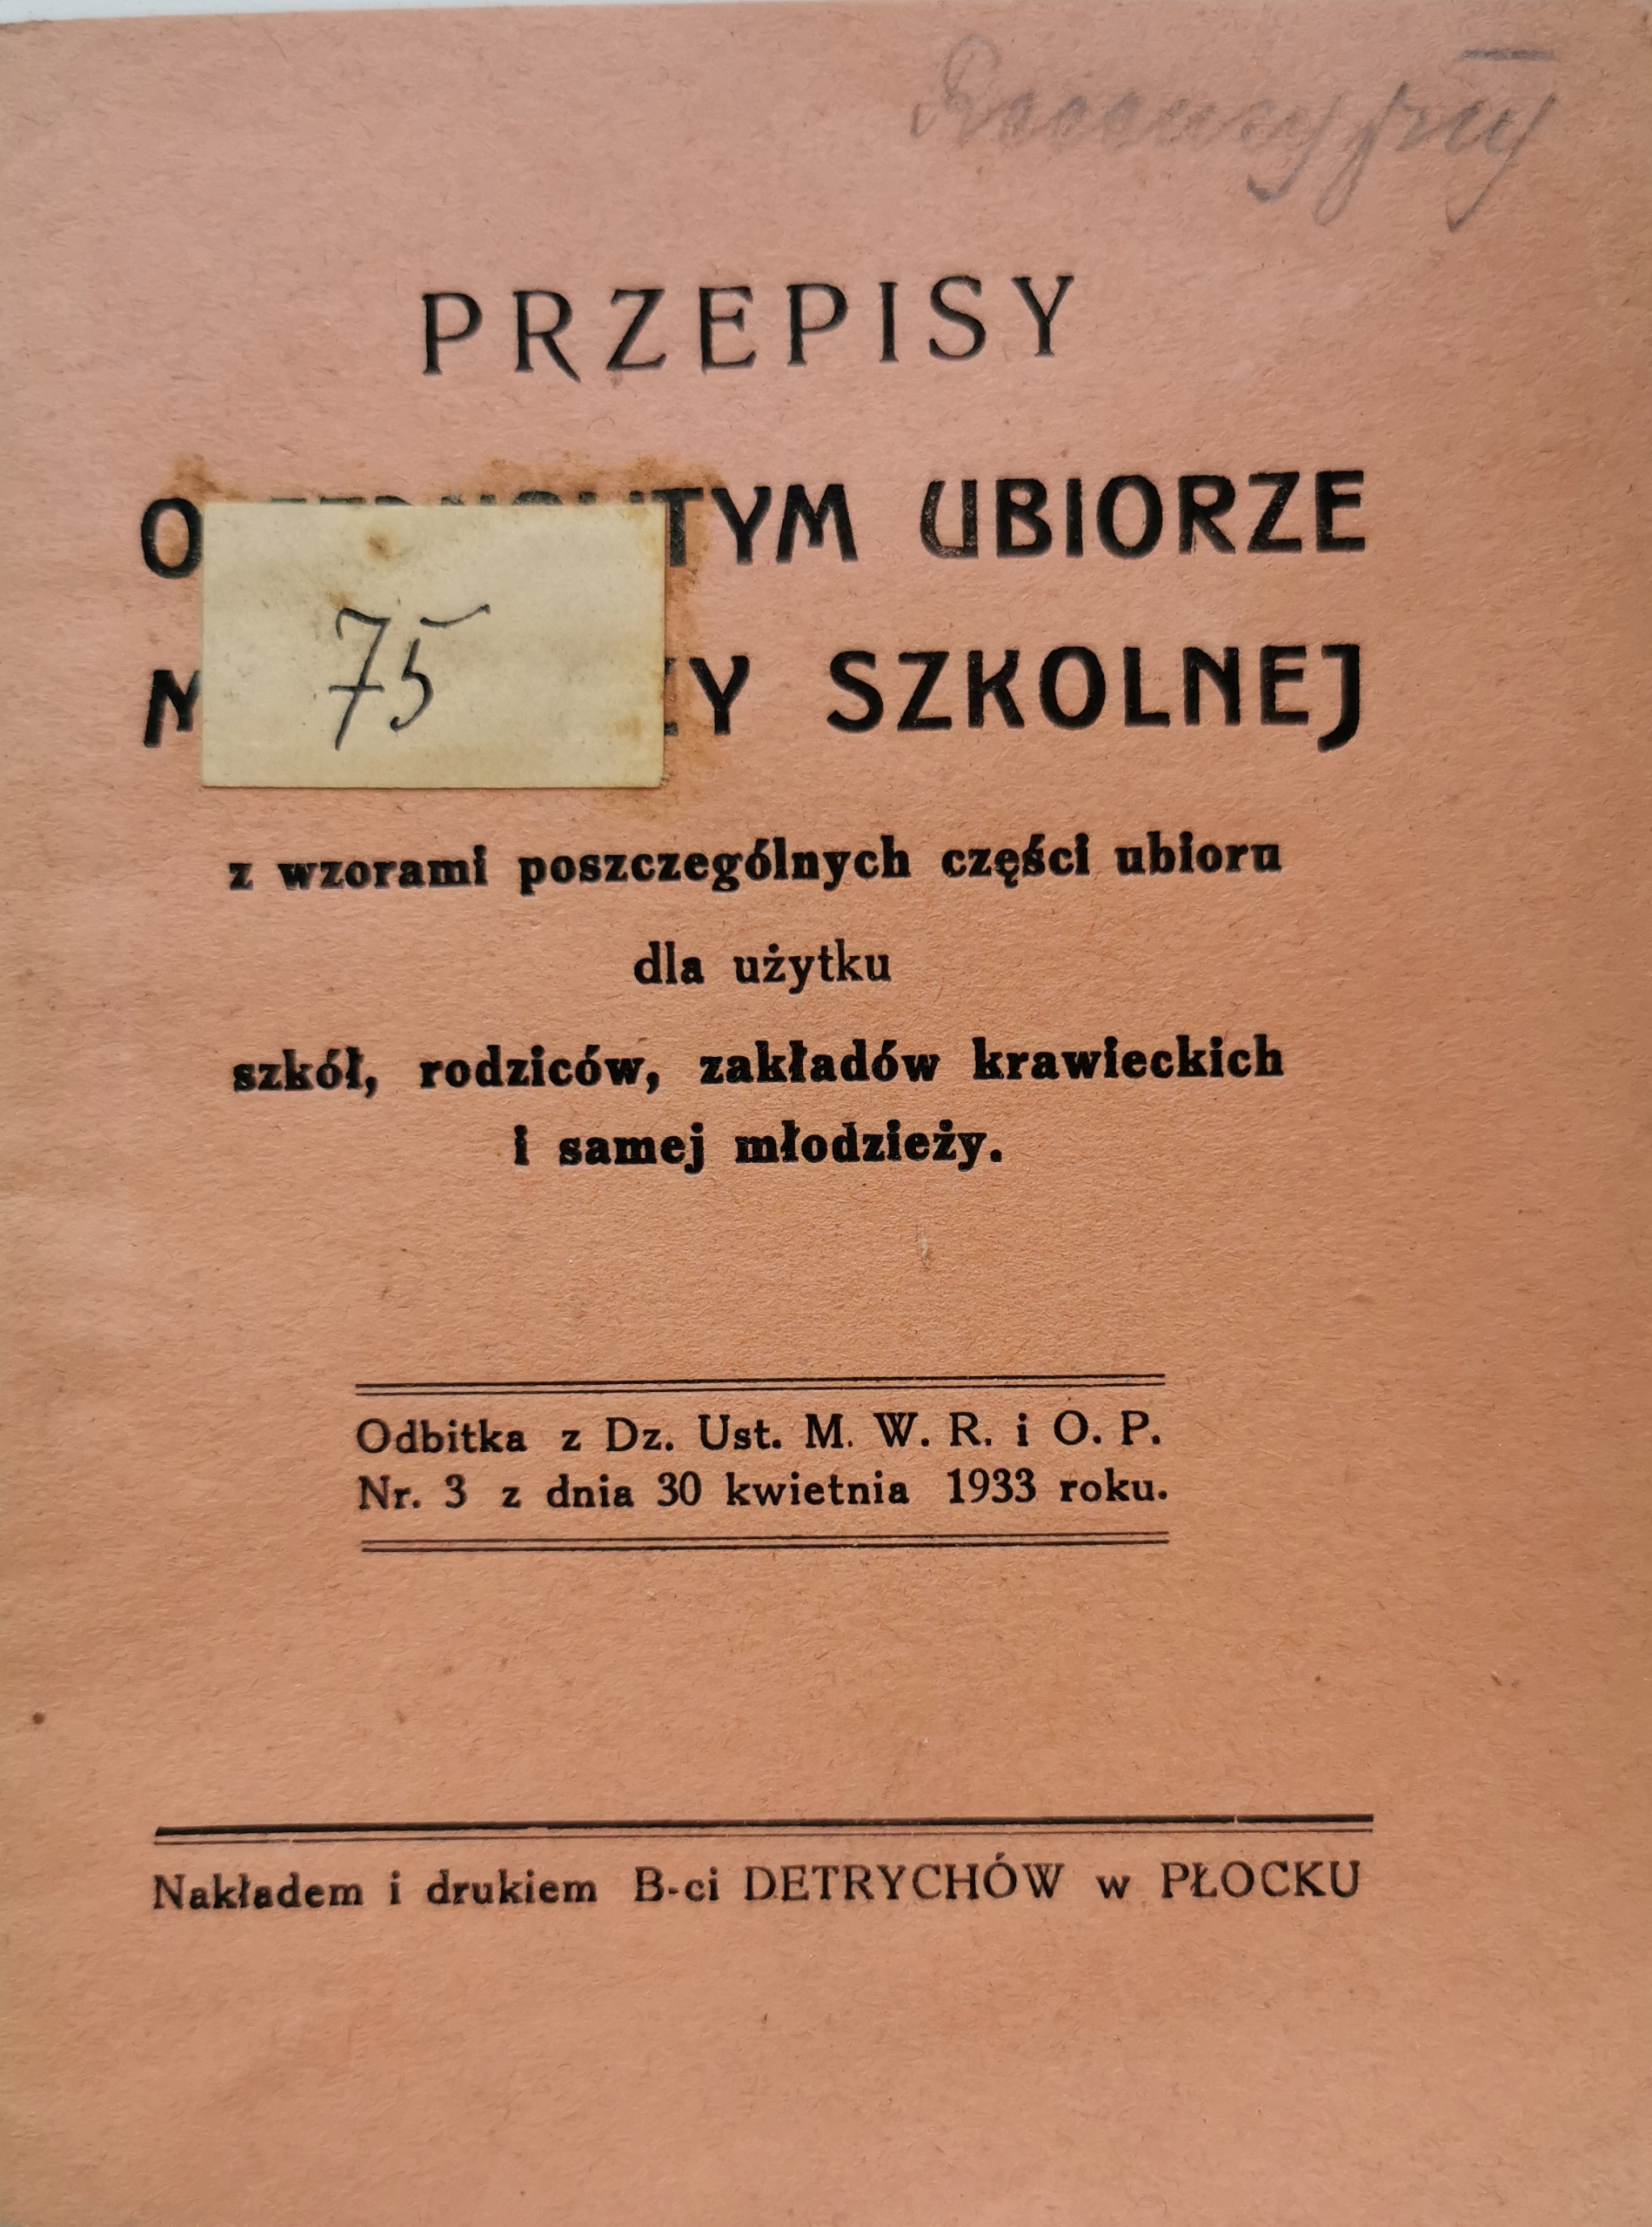 PRZEPISY
O JEDNOLITYM UBIORZE
75
SZKOLNEJ
z wzorami poszczególnych części ubioru
dla użytku
szkół, rodziców, zakładów krawieckich
i samej młodzieży.
Odbitka z Dz. Ust. M. W. R. i O. P.
Nr. 3 z dnia 30 kwietnia 1933 roku.
Nakładem i drukiem B-ci DETRYCHÓW w PŁOCKU